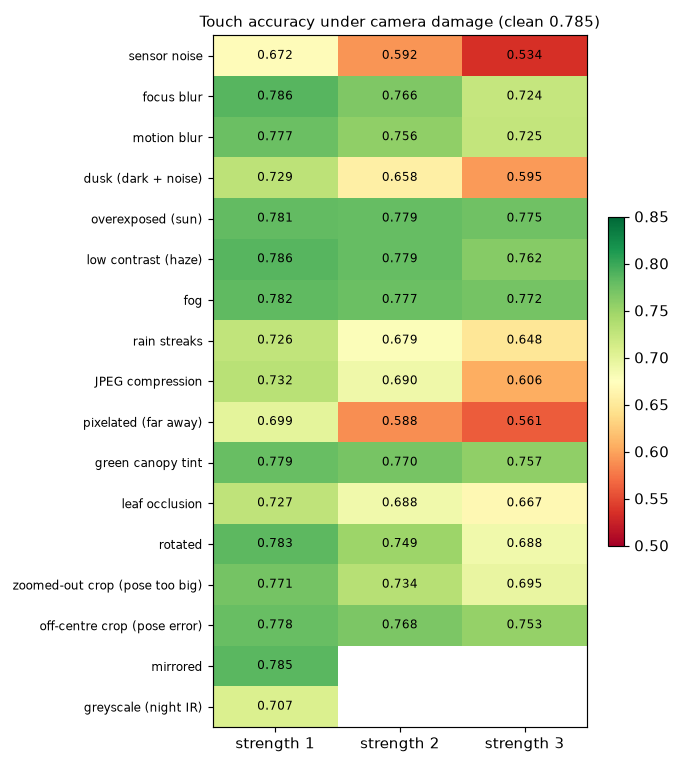 Touch accuracy under camera damage (clean 0.785)
sensor noise 0.672 0.592 0.534
focus blur 0.786 0.766 0.724
motion blur 0.777 0.756 0.725
dusk (dark + noise) 0.729 0.658 0.595
overexposed (sun) 0.781 0.779 0.775
low contrast (haze) 0.786 0.779 0.762
fog 0.782 0.777 0.772
rain streaks 0.726 0.679 0.648
JPEG compression 0.732 0.690 0.606
pixelated (far away) 0.699 0.588 0.561
green canopy tint 0.779 0.770 0.757
leaf occlusion 0.727 0.688 0.667
rotated 0.783 0.749 0.688
zoomed-out crop (pose too big) 0.771 0.734 0.695
off-centre crop (pose error) 0.778 0.768 0.753
mirrored 0.785
greyscale (night IR) 0.707
strength 1 strength 2 strength 3
0.85
0.80
0.75
0.70
0.65
0.60
0.55
0.50